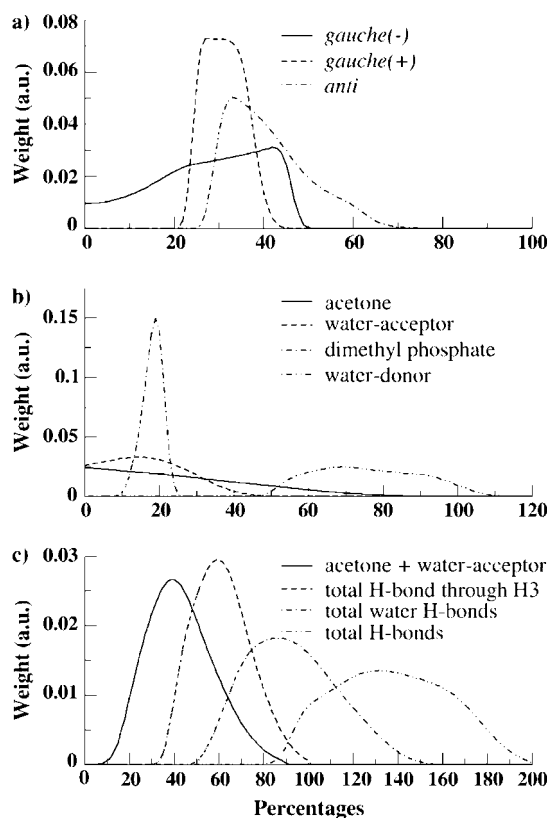 a)
0.08
0.06
0.04
0.02
0
Weight (a.u.)
gauche(-)
gauche(+)
anti
0 20 40 60 80 100
b)
0.15
0.1
0.05
0
Weight (a.u.)
acetone
water-acceptor
dimethyl phosphate
water-donor
0 20 40 60 80 100 120
c)
0.03
0.02
0.01
0
Weight (a.u.)
acetone + water-acceptor
total H-bond through H3
total water H-bonds
total H-bonds
0 20 40 60 80 100 120 140 160 180 200
Percentages